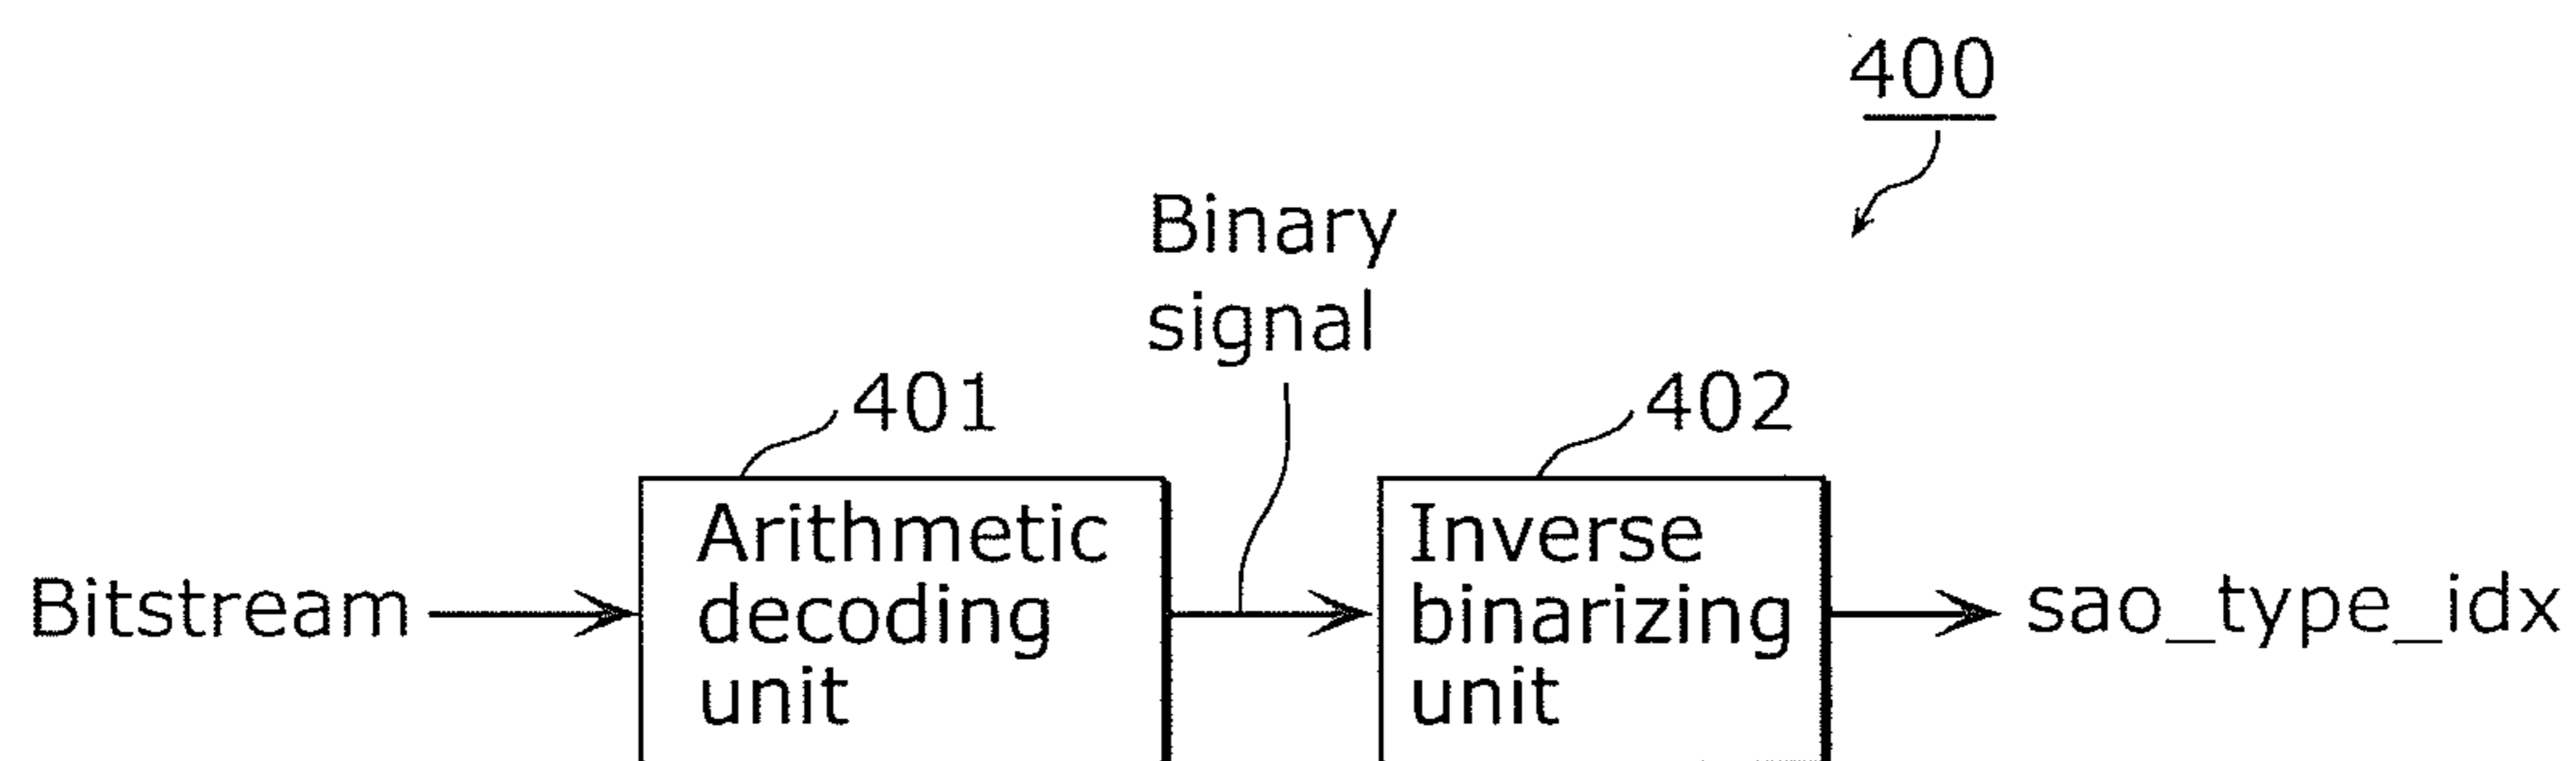 400
Binary
signal
401
402
Arithmetic
decoding
unit
Inverse
binarizing
unit
Bitstream
sao_type_idx